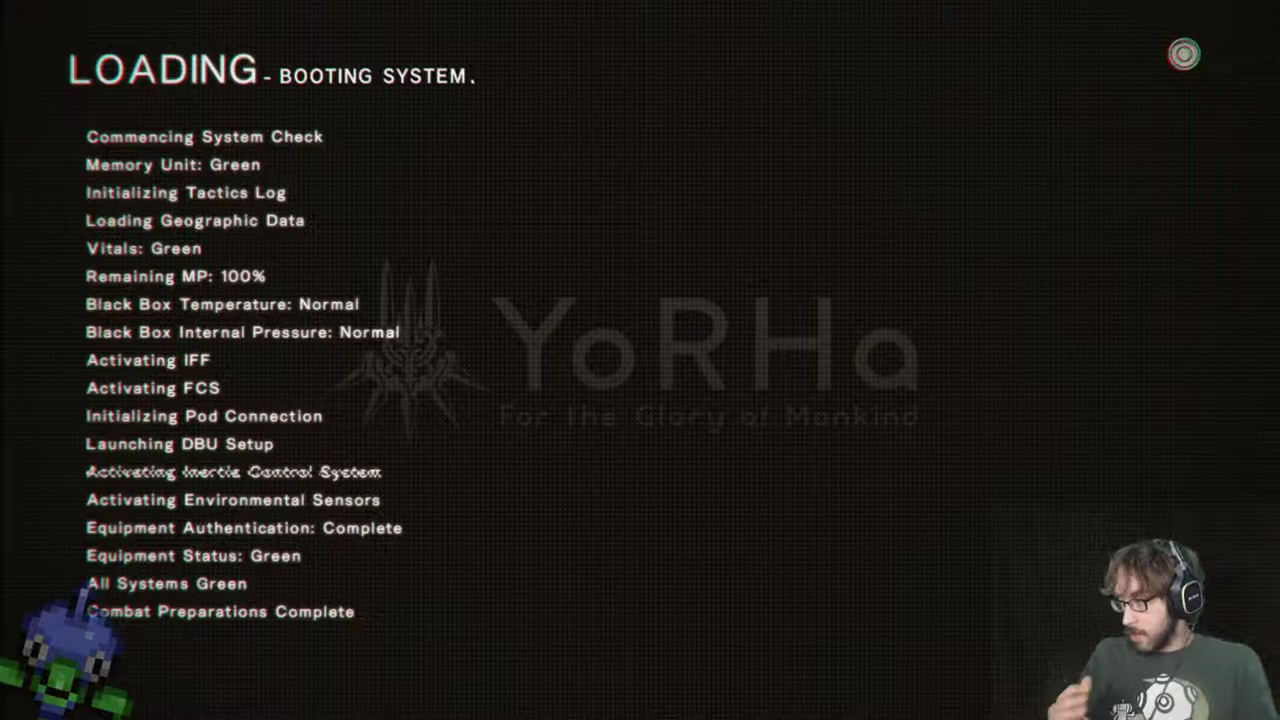 LOADING - BOOTING SYSTEM.
Commencing System Check
Memory Unit: Green
Initializing Tactics Log
Loading Geographic Data
Vitals: Green
Remaining MP: 100%
Black Box Temperature: Normal
Black Box Internal Pressure: Normal
Activating IFF
Activating FCS
Initializing Pod Connection
Launching DBU Setup
Activating Inertia Control System
Activating Environmental Sensors
Equipment Authentication: Complete
Equipment Status: Green
All Systems Green
Combat Preparations Complete
YoRHa
For the Glory of Mankind